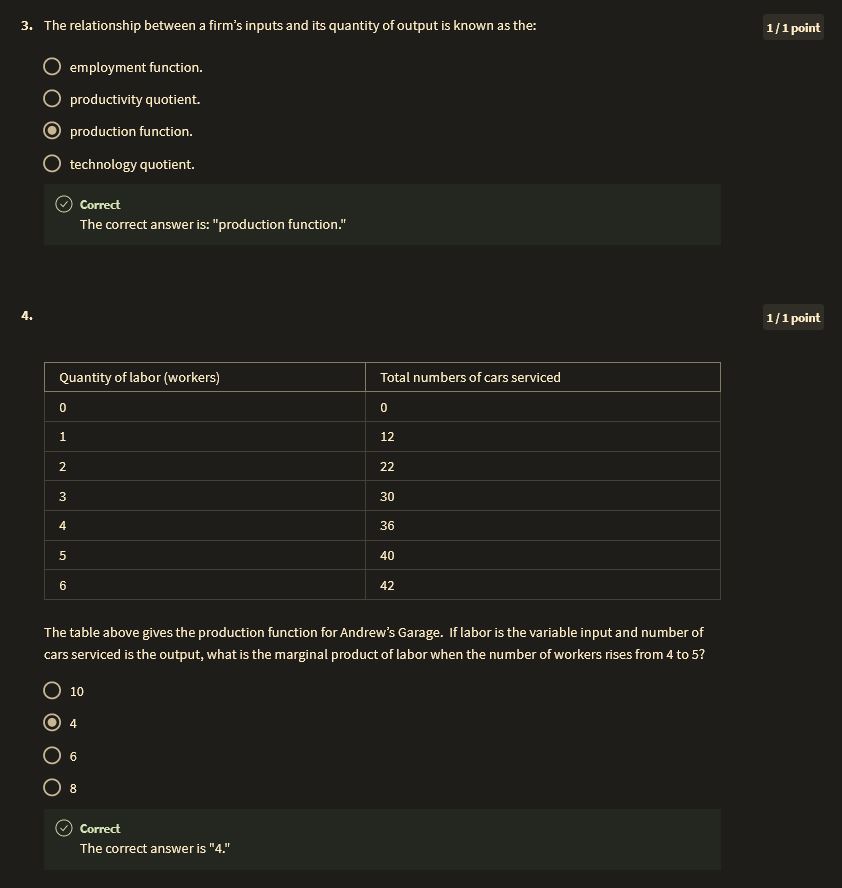 3. The relationship between a firm's inputs and its quantity of output is known as the:
1 / 1 point
employment function.
productivity quotient.
production function.
technology quotient.
Correct
The correct answer is: "production function."
4.
1 / 1 point
Quantity of labor (workers) Total numbers of cars serviced
0 0
1 12
2 22
3 30
4 36
5 40
6 42
The table above gives the production function for Andrew's Garage.  If labor is the variable input and number of
cars serviced is the output, what is the marginal product of labor when the number of workers rises from 4 to 5?
10
4
6
8
Correct
The correct answer is "4."